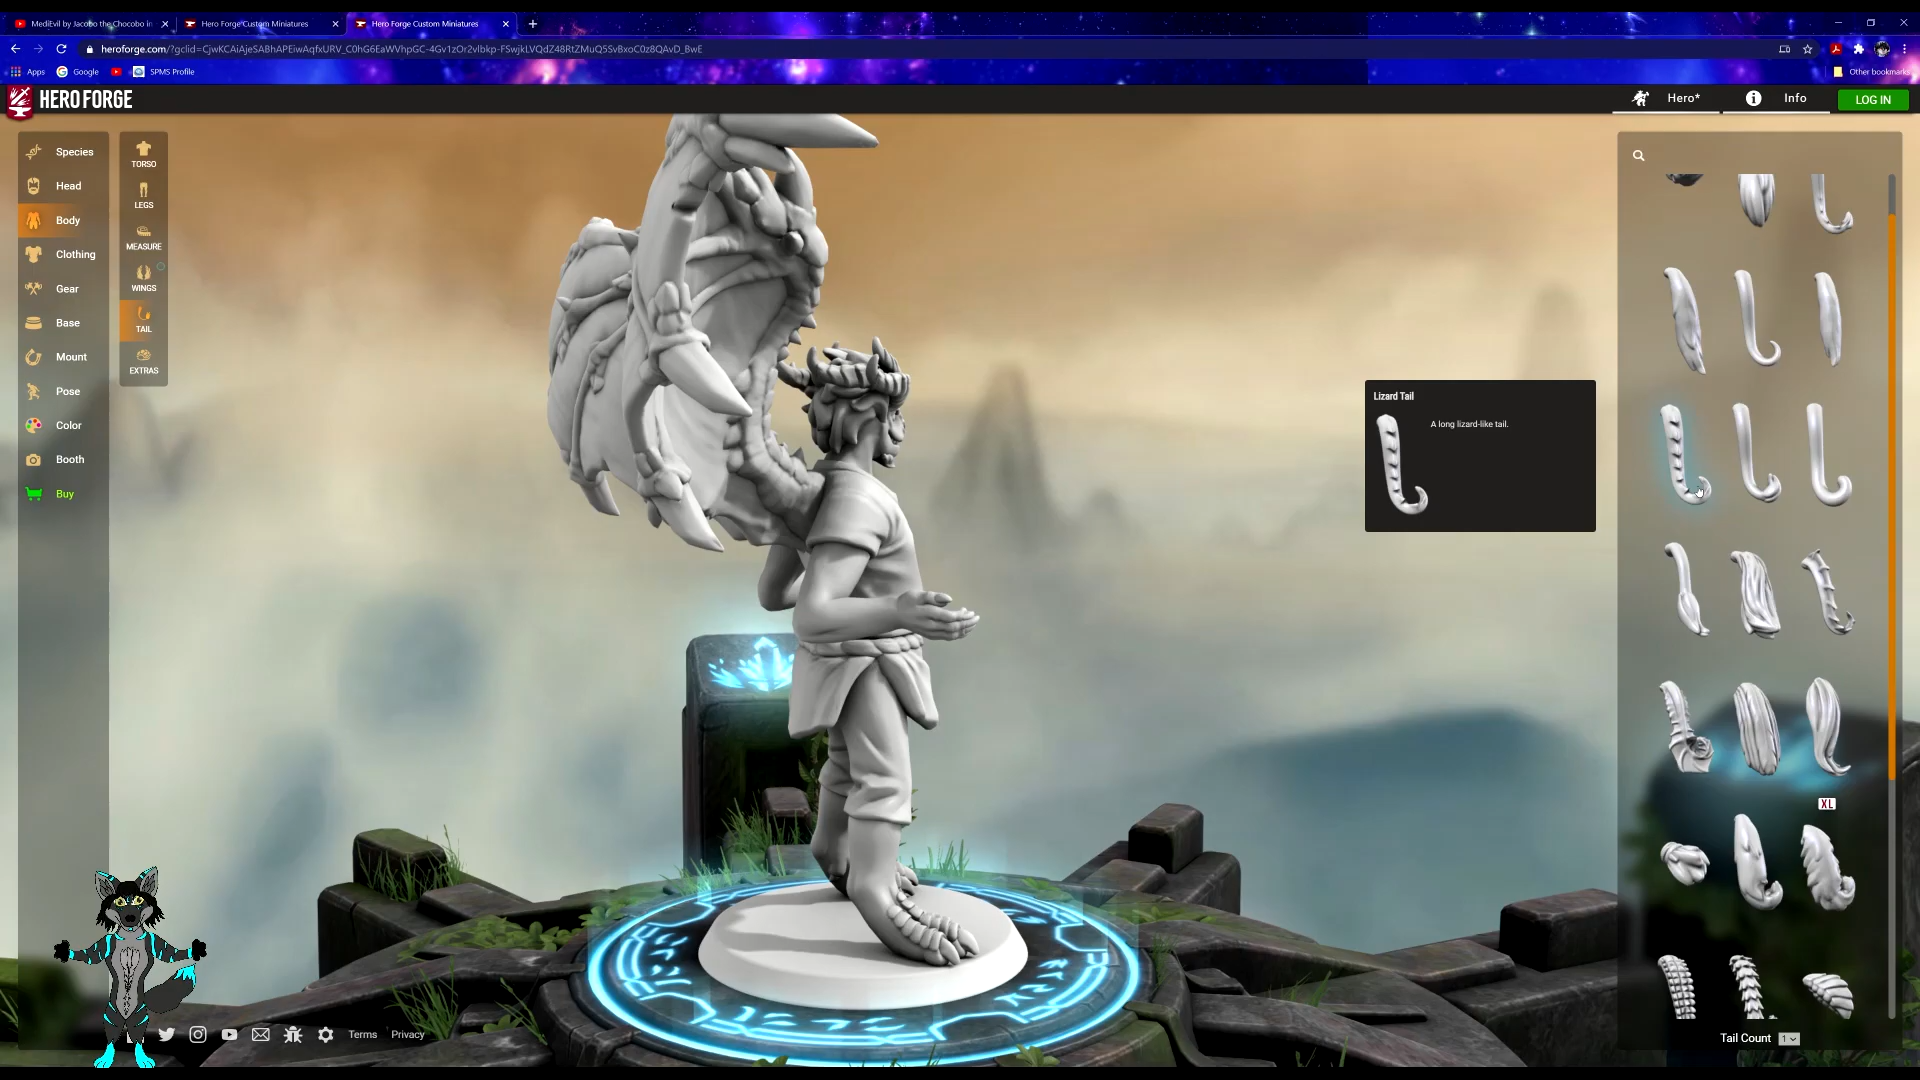 MediEvil by Jacobo the Chocobo in
Hero Forge Custom Miniatures
Hero Forge Custom Miniatures
Apps
Google
SPMS Profile
Other bookmarks
HERO FORGE
Hero*
Info
LOG IN
Species
Head
Body
Clothing
Gear
Base
Mount
Pose
Color
Booth
Buy
TORSO
LEGS
MEASURE
WINGS
TAIL
EXTRAS
Lizard Tail
A long lizard-like tail.
XL
Tail Count
1
Terms
Privacy